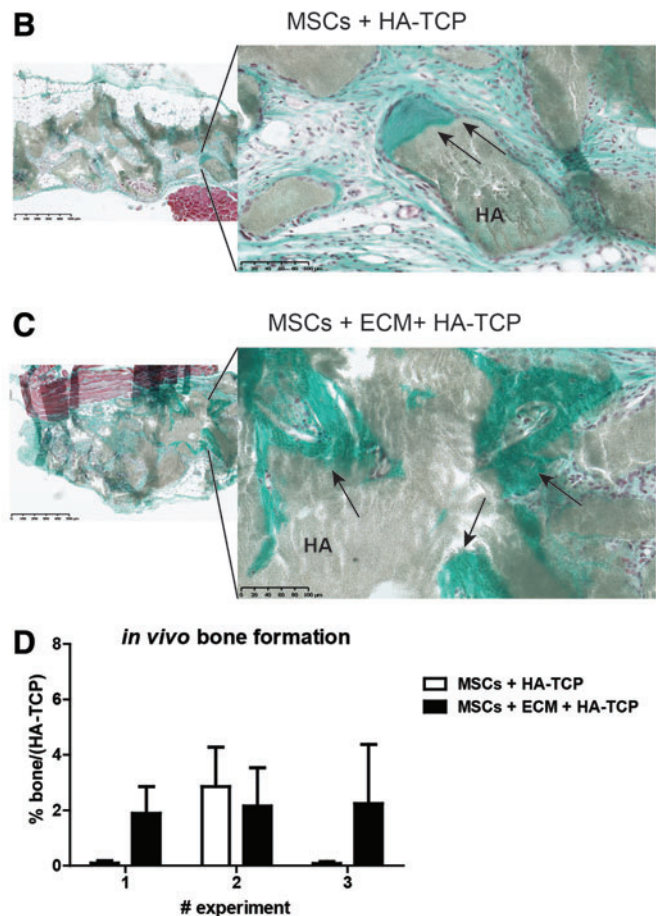 B
MSCs + HA-TCP
HA
C
MSCs + ECM+ HA-TCP
HA
D
in vivo bone formation
% bone/(HA-TCP)
8
6
4
2
0
1 2 3
# experiment
MSCs + HA-TCP
MSCs + ECM + HA-TCP